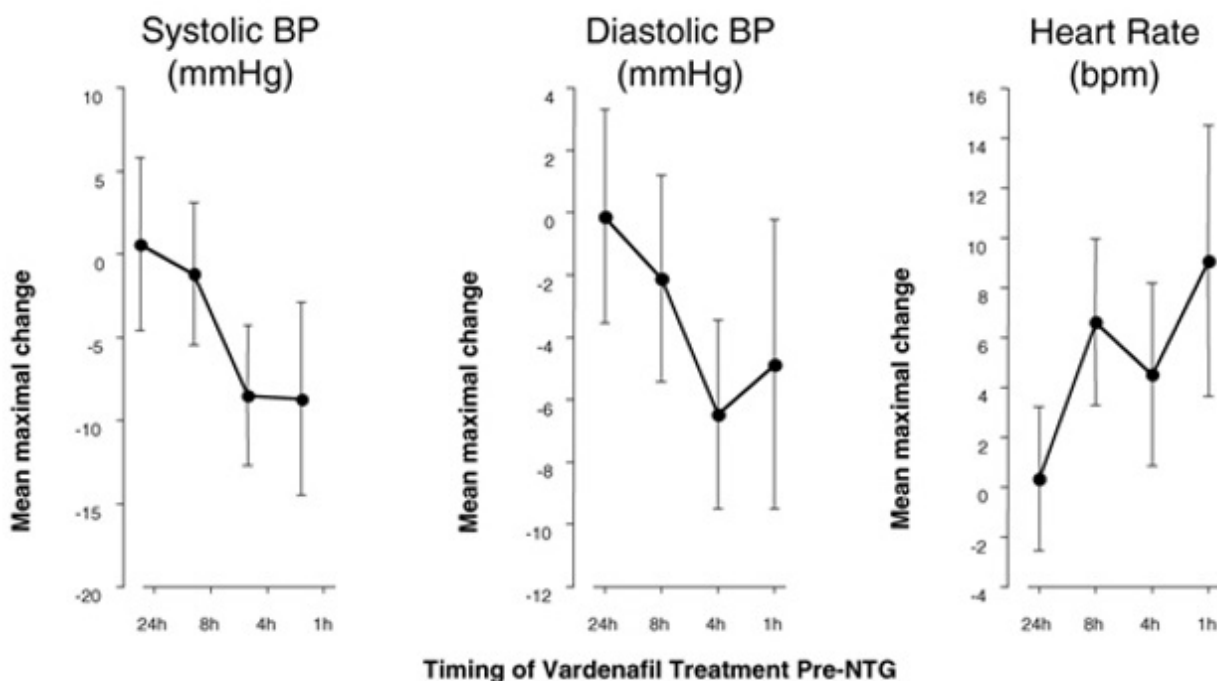 Systolic BP
(mmHg)
10
5
0
-5
-10
-15
-20
Mean maximal change
24h 8h 4h 1h
Diastolic BP
(mmHg)
4
2
0
-2
-4
-6
-8
-10
-12
Mean maximal change
24h 8h 4h 1h
Heart Rate
(bpm)
16
14
12
10
8
6
4
2
0
-2
-4
Mean maximal change
24h 8h 4h 1h
Timing of Vardenafil Treatment Pre-NTG